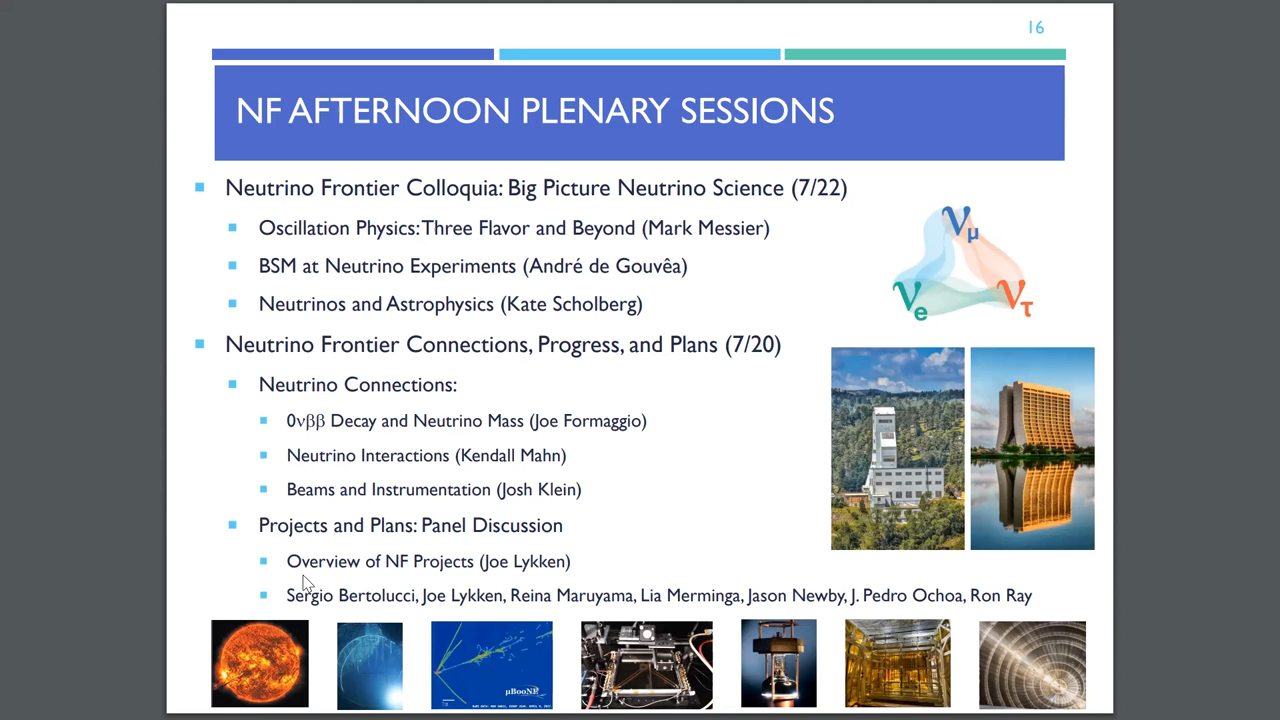 16
NF AFTERNOON PLENARY SESSIONS
Neutrino Frontier Colloquia: Big Picture Neutrino Science (7/22)
Oscillation Physics: Three Flavor and Beyond (Mark Messier)
BSM at Neutrino Experiments (André de Gouvêa)
Neutrinos and Astrophysics (Kate Scholberg)
Neutrino Frontier Connections, Progress, and Plans (7/20)
Neutrino Connections:
0νββ Decay and Neutrino Mass (Joe Formaggio)
Neutrino Interactions (Kendall Mahn)
Beams and Instrumentation (Josh Klein)
Projects and Plans: Panel Discussion
Overview of NF Projects (Joe Lykken)
Sergio Bertolucci, Joe Lykken, Reina Maruyama, Lia Merminga, Jason Newby, J. Pedro Ochoa, Ron Ray
νμ
νe ντ
μBooNE